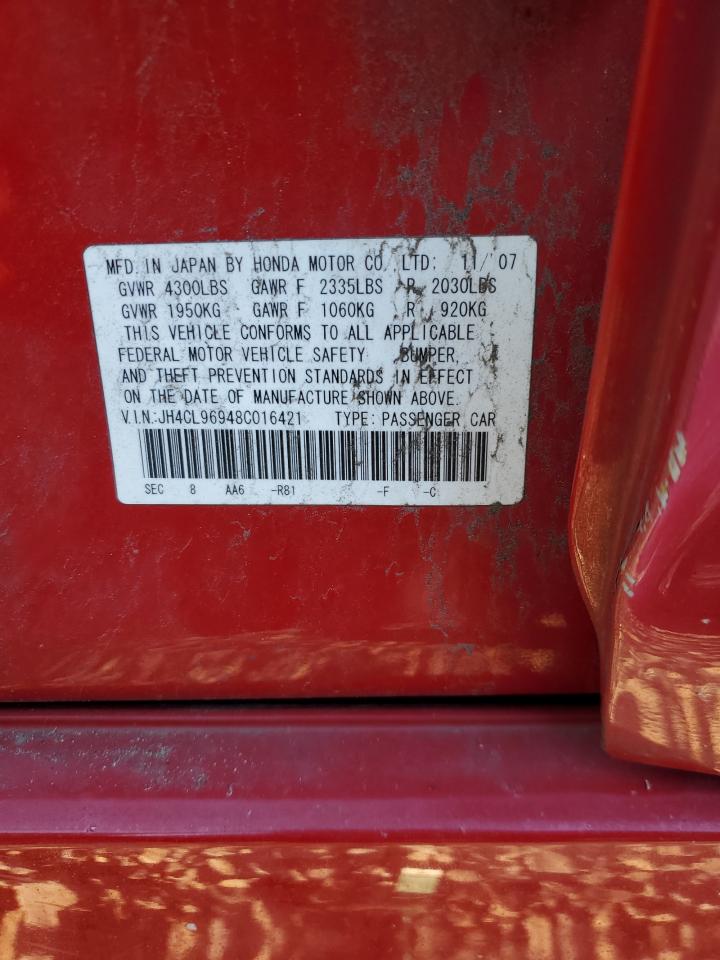 MFD. IN JAPAN BY HONDA MOTOR CO. LTD: 11/'07
GVWR 4300LBS GAWR F 2335LBS R 2030LBS
GVWR 1950KG GAWR F 1060KG R 920KG
THIS VEHICLE CONFORMS TO ALL APPLICABLE
FEDERAL MOTOR VEHICLE SAFETY, BUMPER,
AND THEFT PREVENTION STANDARDS IN EFFECT
ON THE DATE OF MANUFACTURE SHOWN ABOVE.
V.I.N:JH4CL96948C016421 TYPE: PASSENGER CAR
SEC 8 AA6 -R81 -F -C